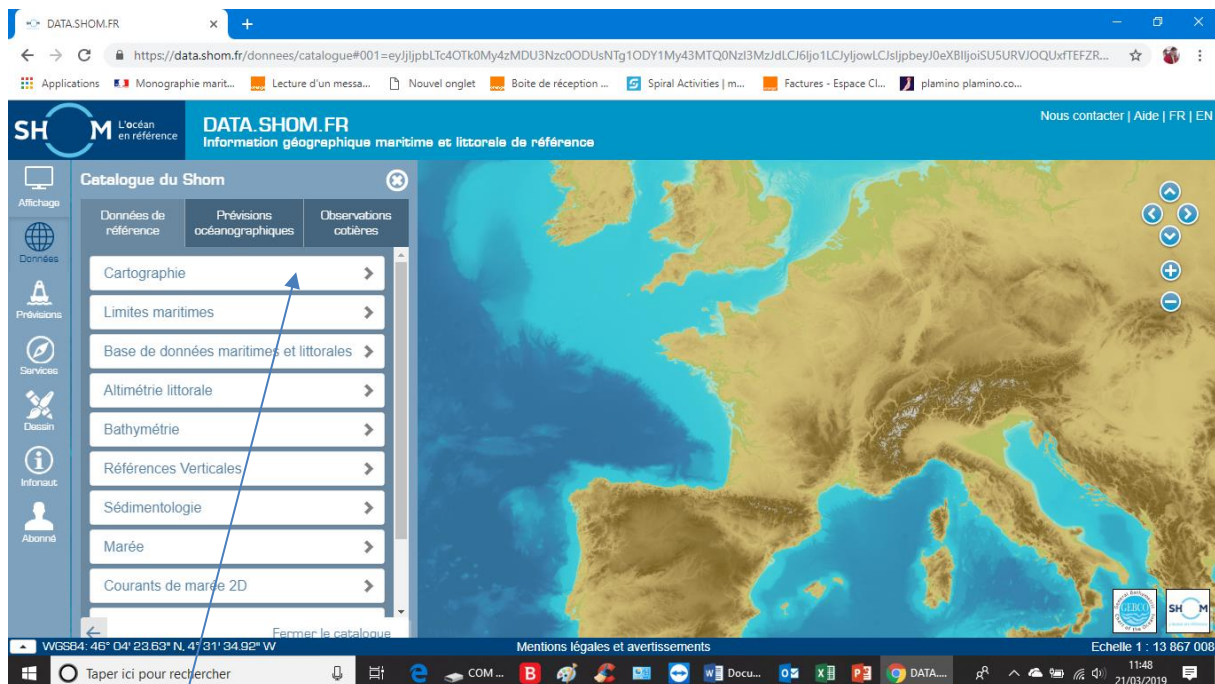 DATA.SHOM.FR
https://data.shom.fr/donnees/catalogue#001=eyJjIjpbLTc4OTk0My4zMDU3Nzc0ODUsNTg1ODY1My43MTQ0NzI3MzJdLCJ6Ijo1LCJyIjowLCJsIjpbeyJ0eXBlIjoiSU5URVJOQUxfTEFZR...
Applications Monographie marit... Lecture d'un messa... Nouvel onglet Boite de réception ... Spiral Activities | m... Factures - Espace Cl... plamino plamino.co...
SHOM L'océan en référence
DATA.SHOM.FR
Information géographique maritime et littorale de référence
Nous contacter | Aide | FR | EN
Affichage
Données
Prévisions
Services
Dessin
Infonaut
Abonné
Catalogue du Shom
Données de référence
Prévisions océanographiques
Observations cotières
Cartographie
Limites maritimes
Base de données maritimes et littorales
Altimétrie littorale
Bathymétrie
Références Verticales
Sédimentologie
Marée
Courants de marée 2D
Fermer le catalogue
GEBCO
SHOM
WGS84: 46° 04' 23.63" N, 4° 31' 34.92" W
Mentions légales et avertissements
Echelle 1 : 13 867 008
Taper ici pour rechercher
COM ... Docu... DATA....
11:48
21/03/2019